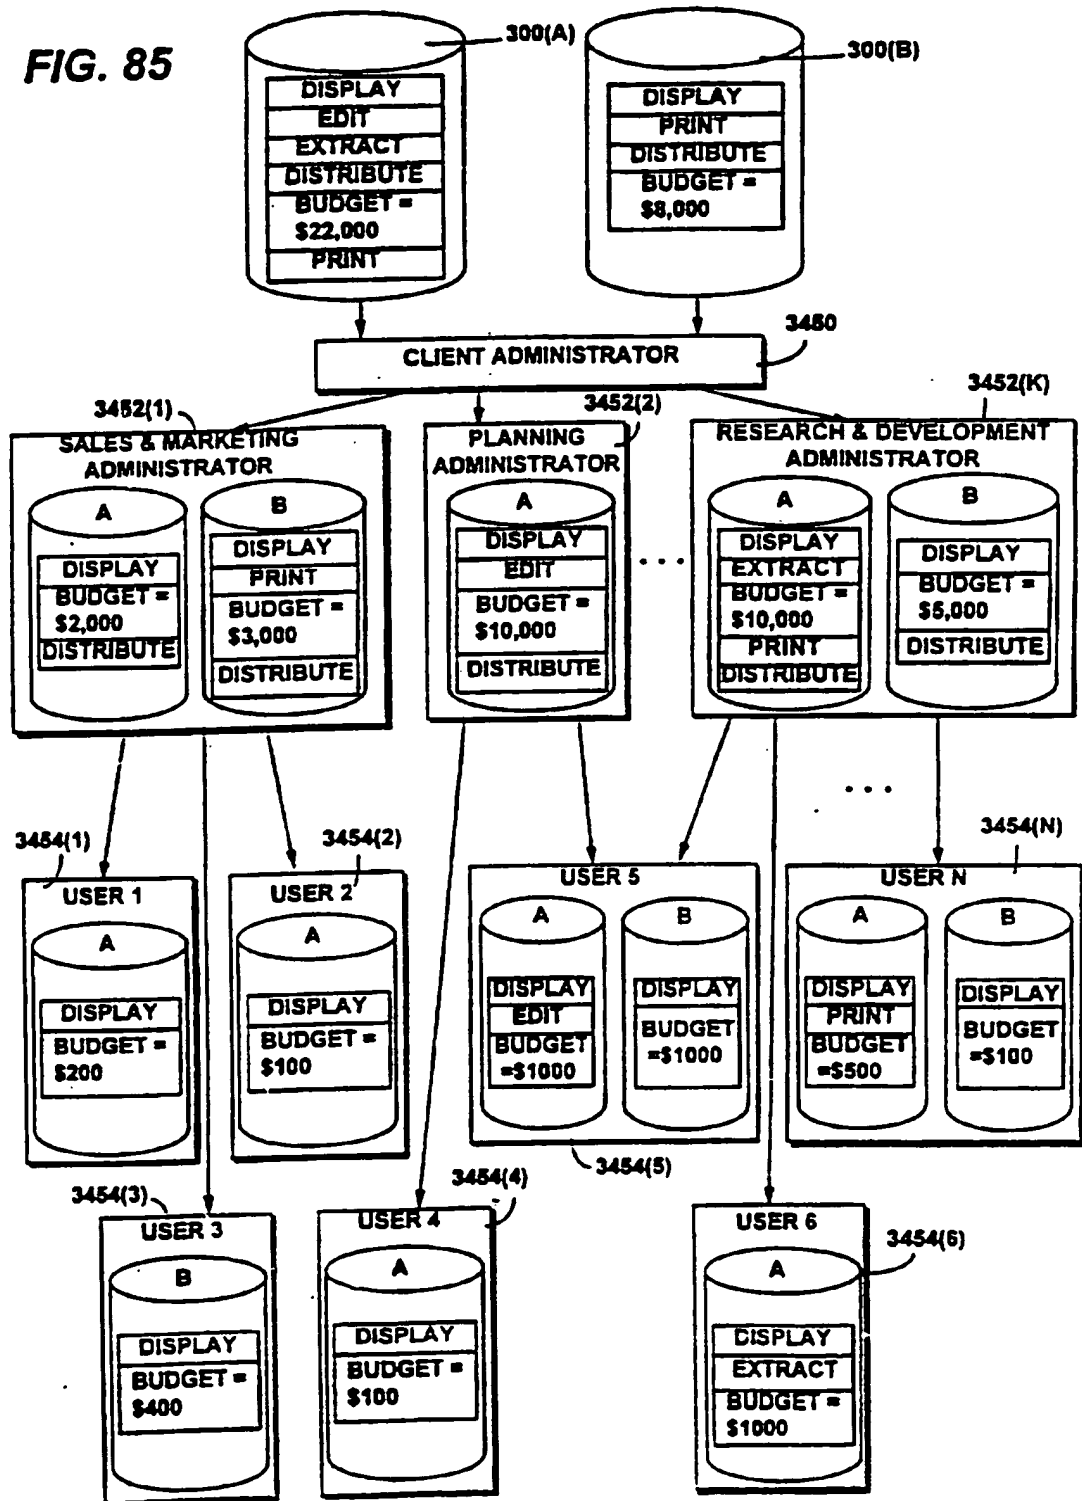 FIG. 85
300(A)
300(B)
DISPLAY
EDIT
EXTRACT
DISTRIBUTE
BUDGET =
$22,000
PRINT
DISPLAY
PRINT
DISTRIBUTE
BUDGET =
$8,000
CLIENT ADMINISTRATOR
3450
3452(1)
SALES & MARKETING
ADMINISTRATOR
A
DISPLAY
BUDGET =
$2,000
DISTRIBUTE
B
DISPLAY
PRINT
BUDGET =
$3,000
DISTRIBUTE
3452(2)
PLANNING
ADMINISTRATOR
A
DISPLAY
EDIT
BUDGET =
$10,000
DISTRIBUTE
. . .
3452(K)
RESEARCH & DEVELOPMENT
ADMINISTRATOR
A
DISPLAY
EXTRACT
BUDGET =
$10,000
PRINT
DISTRIBUTE
B
DISPLAY
BUDGET =
$5,000
DISTRIBUTE
. . .
3454(1)
USER 1
A
DISPLAY
BUDGET =
$200
3454(2)
USER 2
A
DISPLAY
BUDGET =
$100
USER 5
A
DISPLAY
EDIT
BUDGET
=$1000
B
DISPLAY
BUDGET
=$1000
3454(5)
3454(N)
USER N
A
DISPLAY
PRINT
BUDGET
=$500
B
DISPLAY
BUDGET
=$100
3454(3)
USER 3
B
DISPLAY
BUDGET =
$400
3454(4)
USER 4
A
DISPLAY
BUDGET =
$100
USER 6
3454(6)
A
DISPLAY
EXTRACT
BUDGET =
$1000